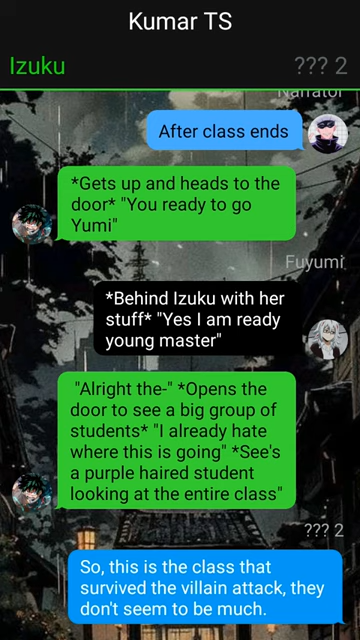 Kumar TS
Izuku
??? 2
Narrator
After class ends
*Gets up and heads to the
door* "You ready to go
Yumi"
Fuyumi
*Behind Izuku with her
stuff* "Yes I am ready
young master"
"Alright the-" *Opens the
door to see a big group of
students* "I already hate
where this is going" *See's
a purple haired student
looking at the entire class"
??? 2
So, this is the class that
survived the villain attack, they
don't seem to be much.